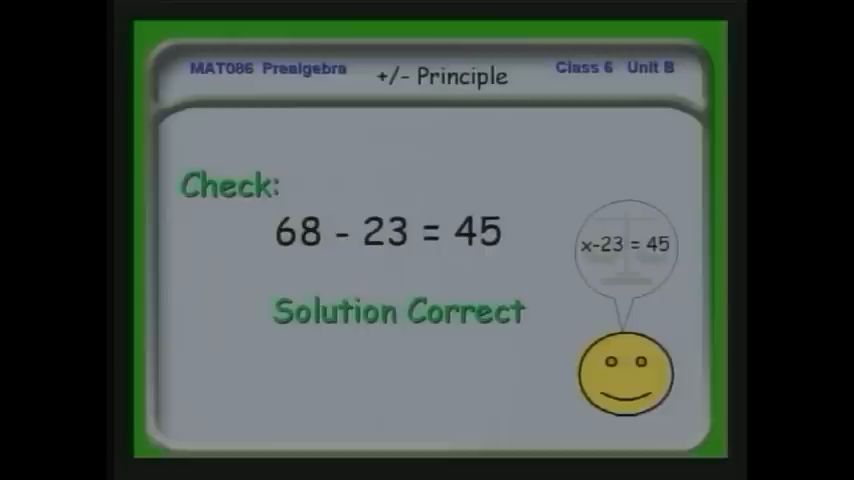 MAT086 Prealgebra
+/- Principle
Class 6 Unit B
Check:
68 - 23 = 45
x-23 = 45
Solution Correct